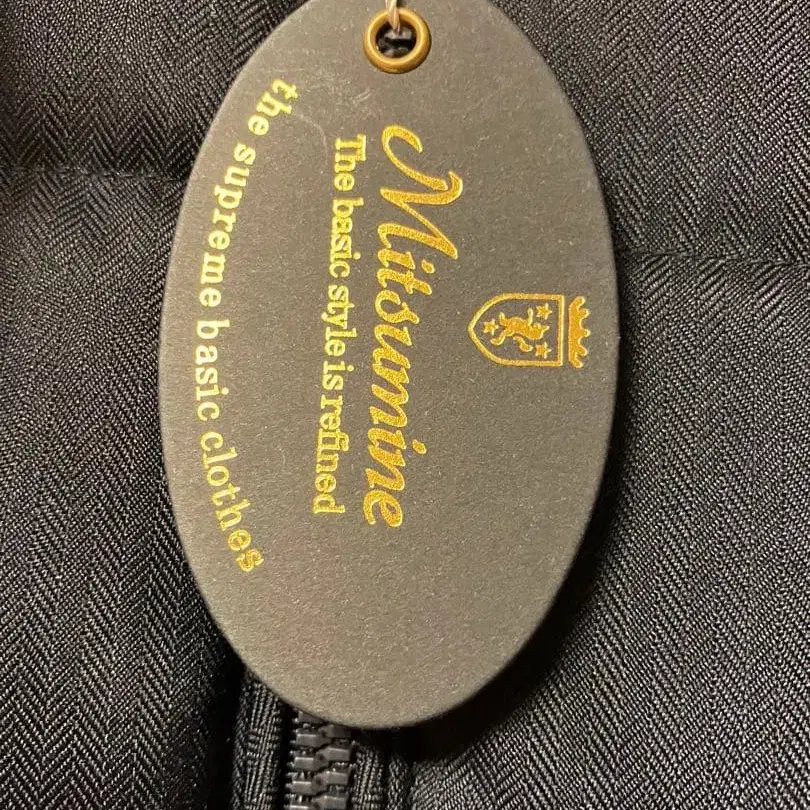 Mitsumine
The basic style is refined
the supreme basic clothes